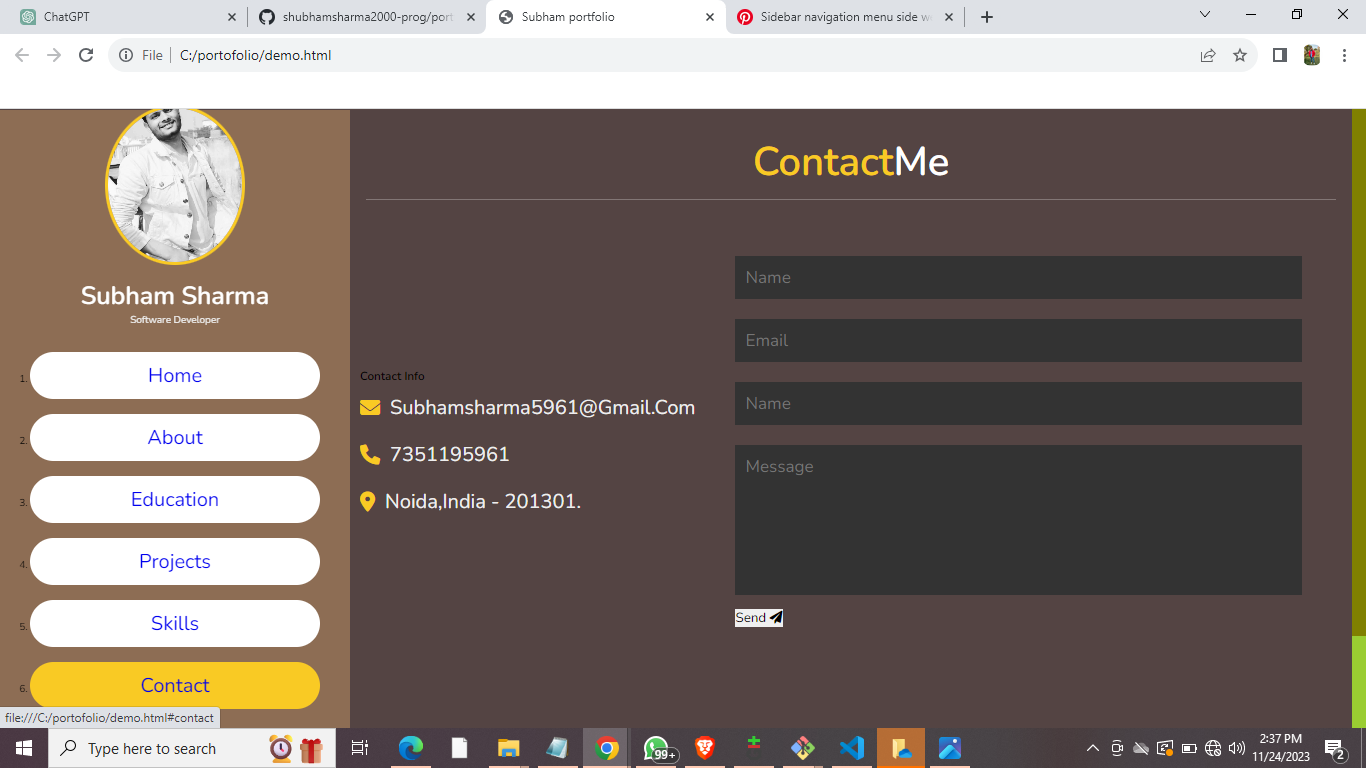 ChatGPT
shubhamsharma2000-prog/port
Subham portfolio
Sidebar navigation menu side w
File
C:/portofolio/demo.html
Subham Sharma
Software Developer
1. Home
2. About
3. Education
4. Projects
5. Skills
6. Contact
ContactMe
Contact Info
Subhamsharma5961@Gmail.Com
7351195961
Noida,India - 201301.
Name
Email
Name
Message
Send
file:///C:/portofolio/demo.html#contact
Type here to search
99+
2:37 PM
11/24/2023
2